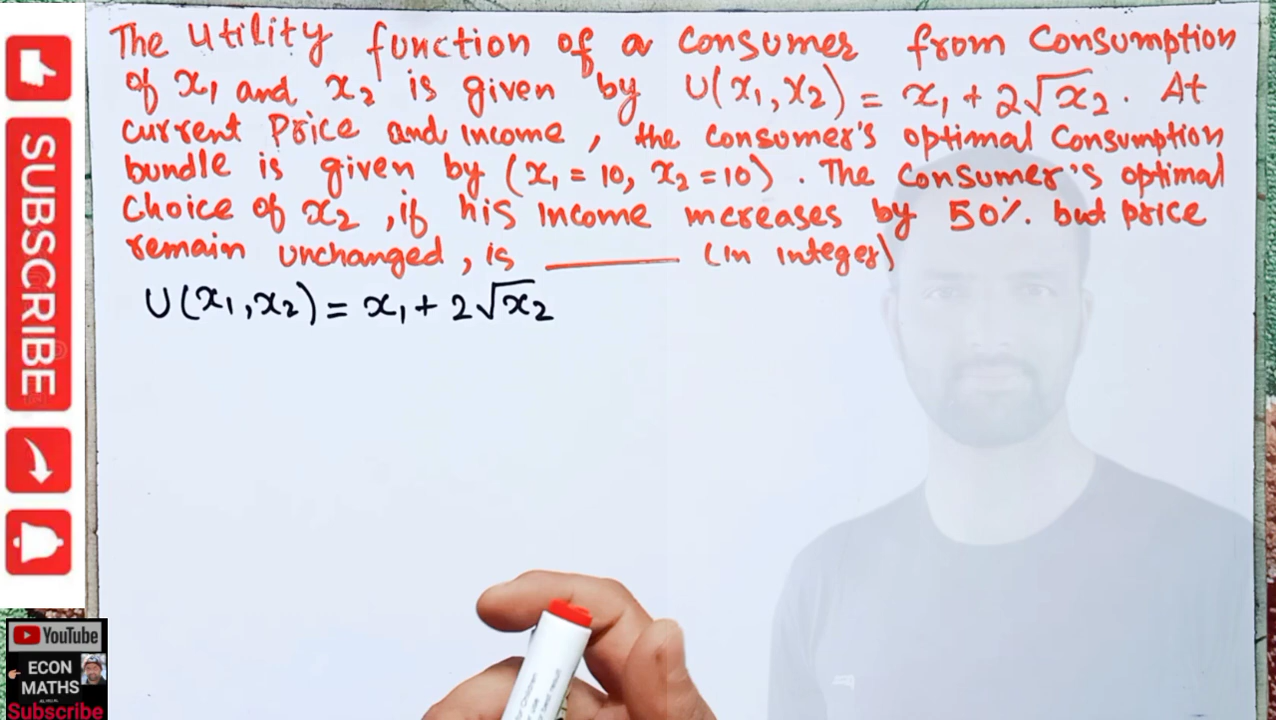 The Utility function of a consumer from consumption
of x₁ and x₂ is given by U(x₁, x₂) = x₁ + 2√x₂. At
current Price and income, the consumer's optimal Consumption
bundle is given by (x₁ = 10, x₂ = 10). The consumer's optimal
choice of x₂, if his income increases by 50% but price
remain unchanged, is ______ (in integer)
U(x₁, x₂) = x₁ + 2√x₂
SUBSCRIBE
YouTube
ECON
MATHS
Subscribe